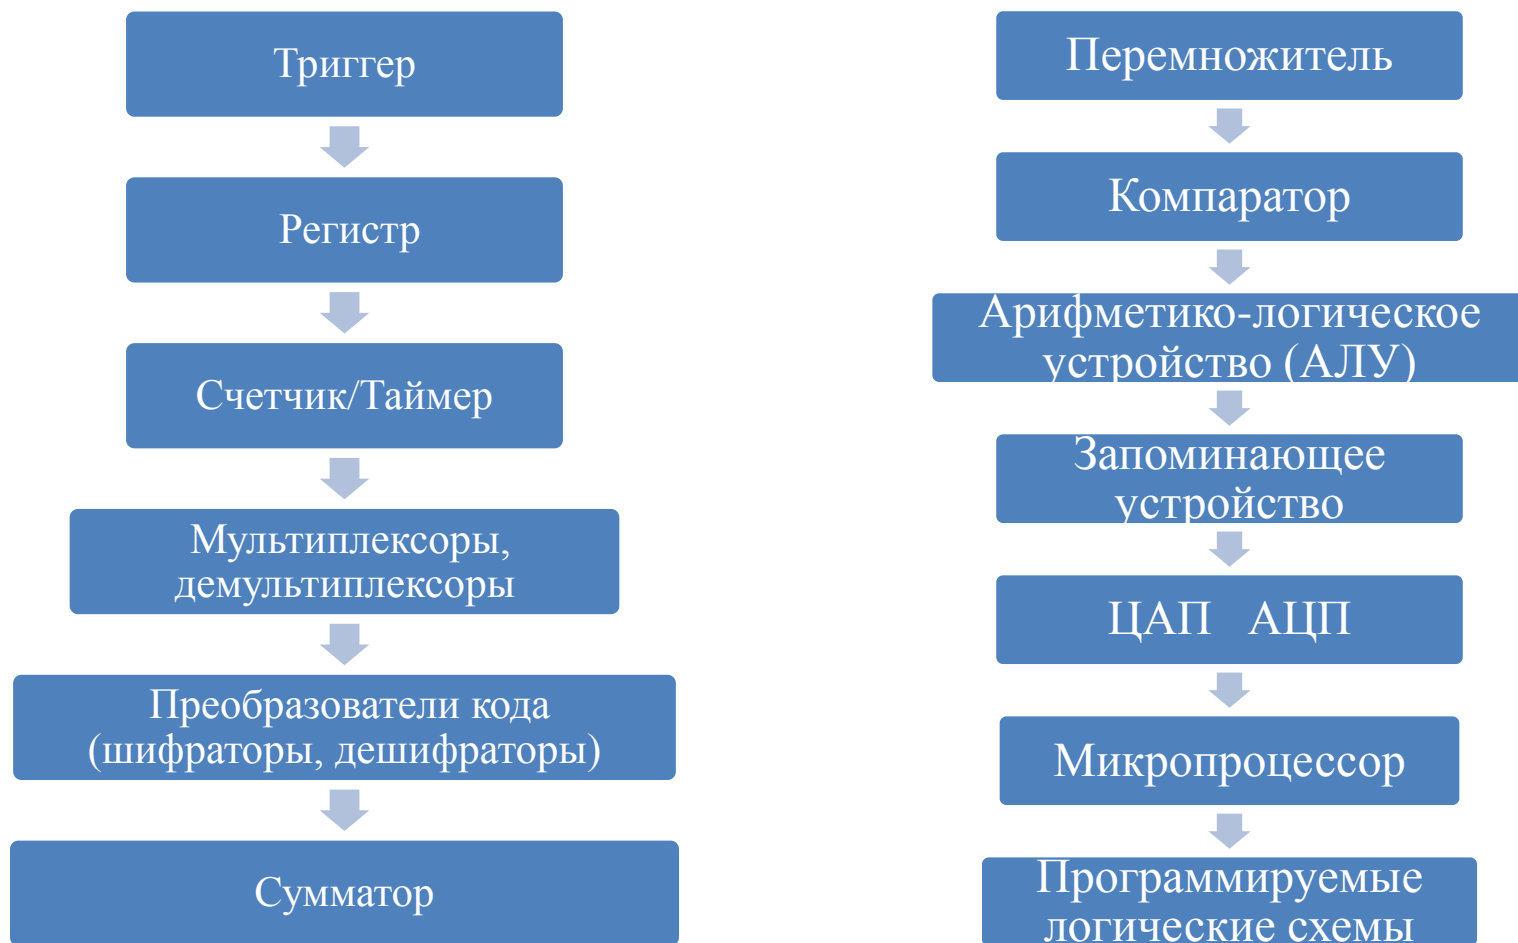 Триггер
Регистр
Счетчик/Таймер
Мультиплексоры,
демультиплексоры
Преобразователи кода
(шифраторы, дешифраторы)
Сумматор
Перемножитель
Компаратор
Арифметико-логическое
устройство (АЛУ)
Запоминающее
устройство
ЦАП АЦП
Микропроцессор
Программируемые
логические схемы